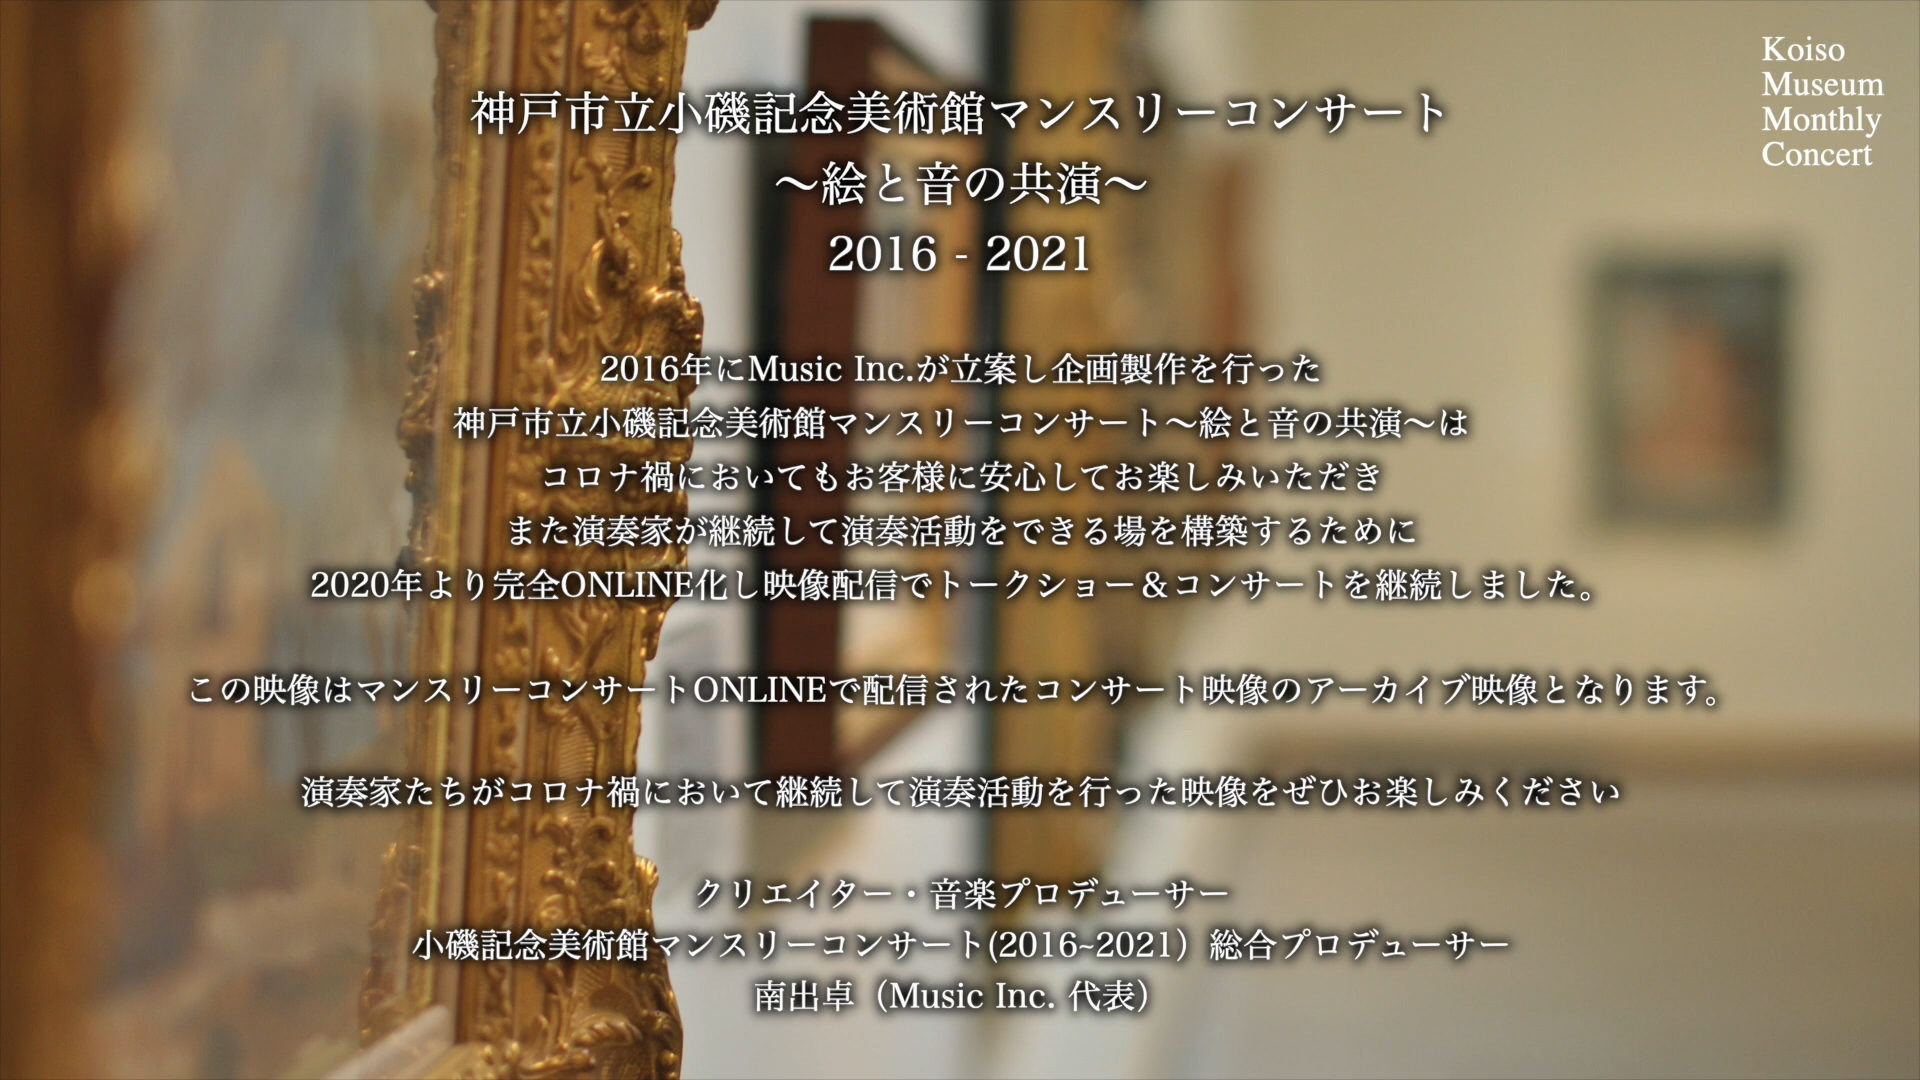 神戸市立小磯記念美術館マンスリーコンサート
〜絵と音の共演〜
2016 - 2021
Koiso
Museum
Monthly
Concert
2016年にMusic Inc.が立案し企画製作を行った
神戸市立小磯記念美術館マンスリーコンサート〜絵と音の共演〜は
コロナ禍においてもお客様に安心してお楽しみいただき
また演奏家が継続して演奏活動をできる場を構築するために
2020年より完全ONLINE化し映像配信でトークショー＆コンサートを継続しました。
この映像はマンスリーコンサートONLINEで配信されたコンサート映像のアーカイブ映像となります。
演奏家たちがコロナ禍において継続して演奏活動を行った映像をぜひお楽しみください
クリエイター・音楽プロデューサー
小磯記念美術館マンスリーコンサート(2016~2021）総合プロデューサー
南出卓（Music Inc. 代表）